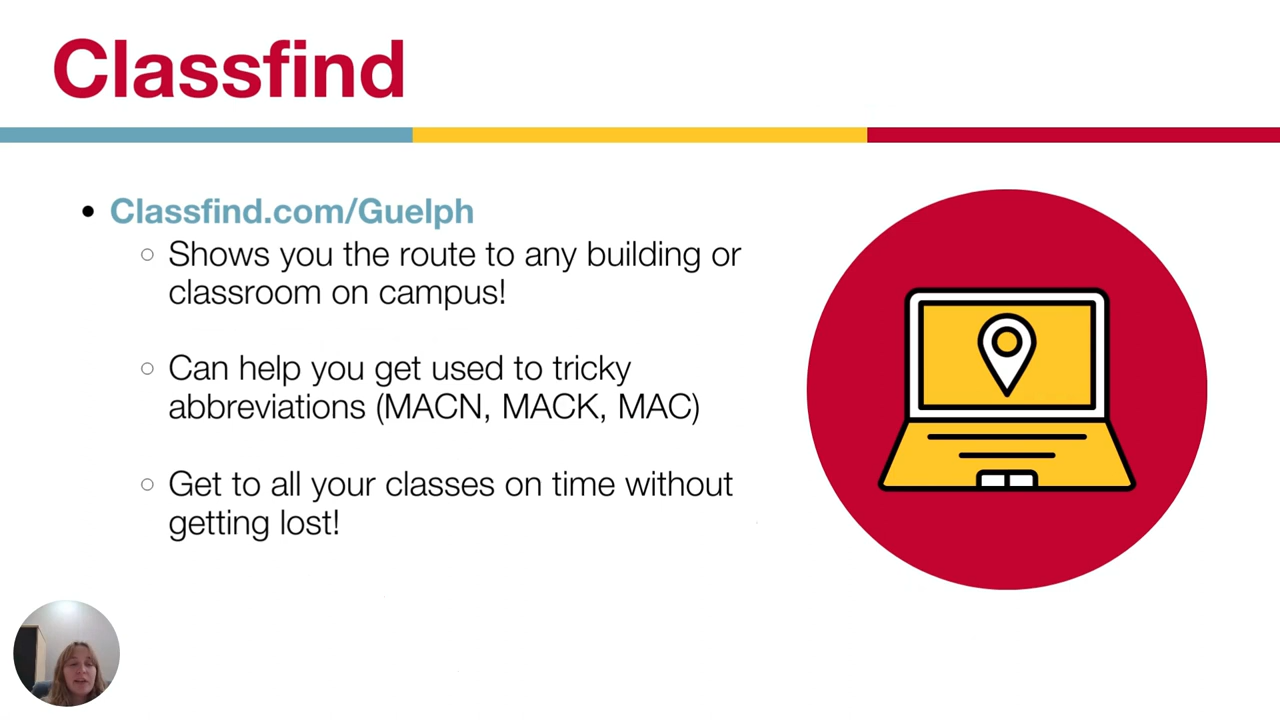 Classfind
Classfind.com/Guelph
Shows you the route to any building or
classroom on campus!
Can help you get used to tricky
abbreviations (MACN, MACK, MAC)
Get to all your classes on time without
getting lost!